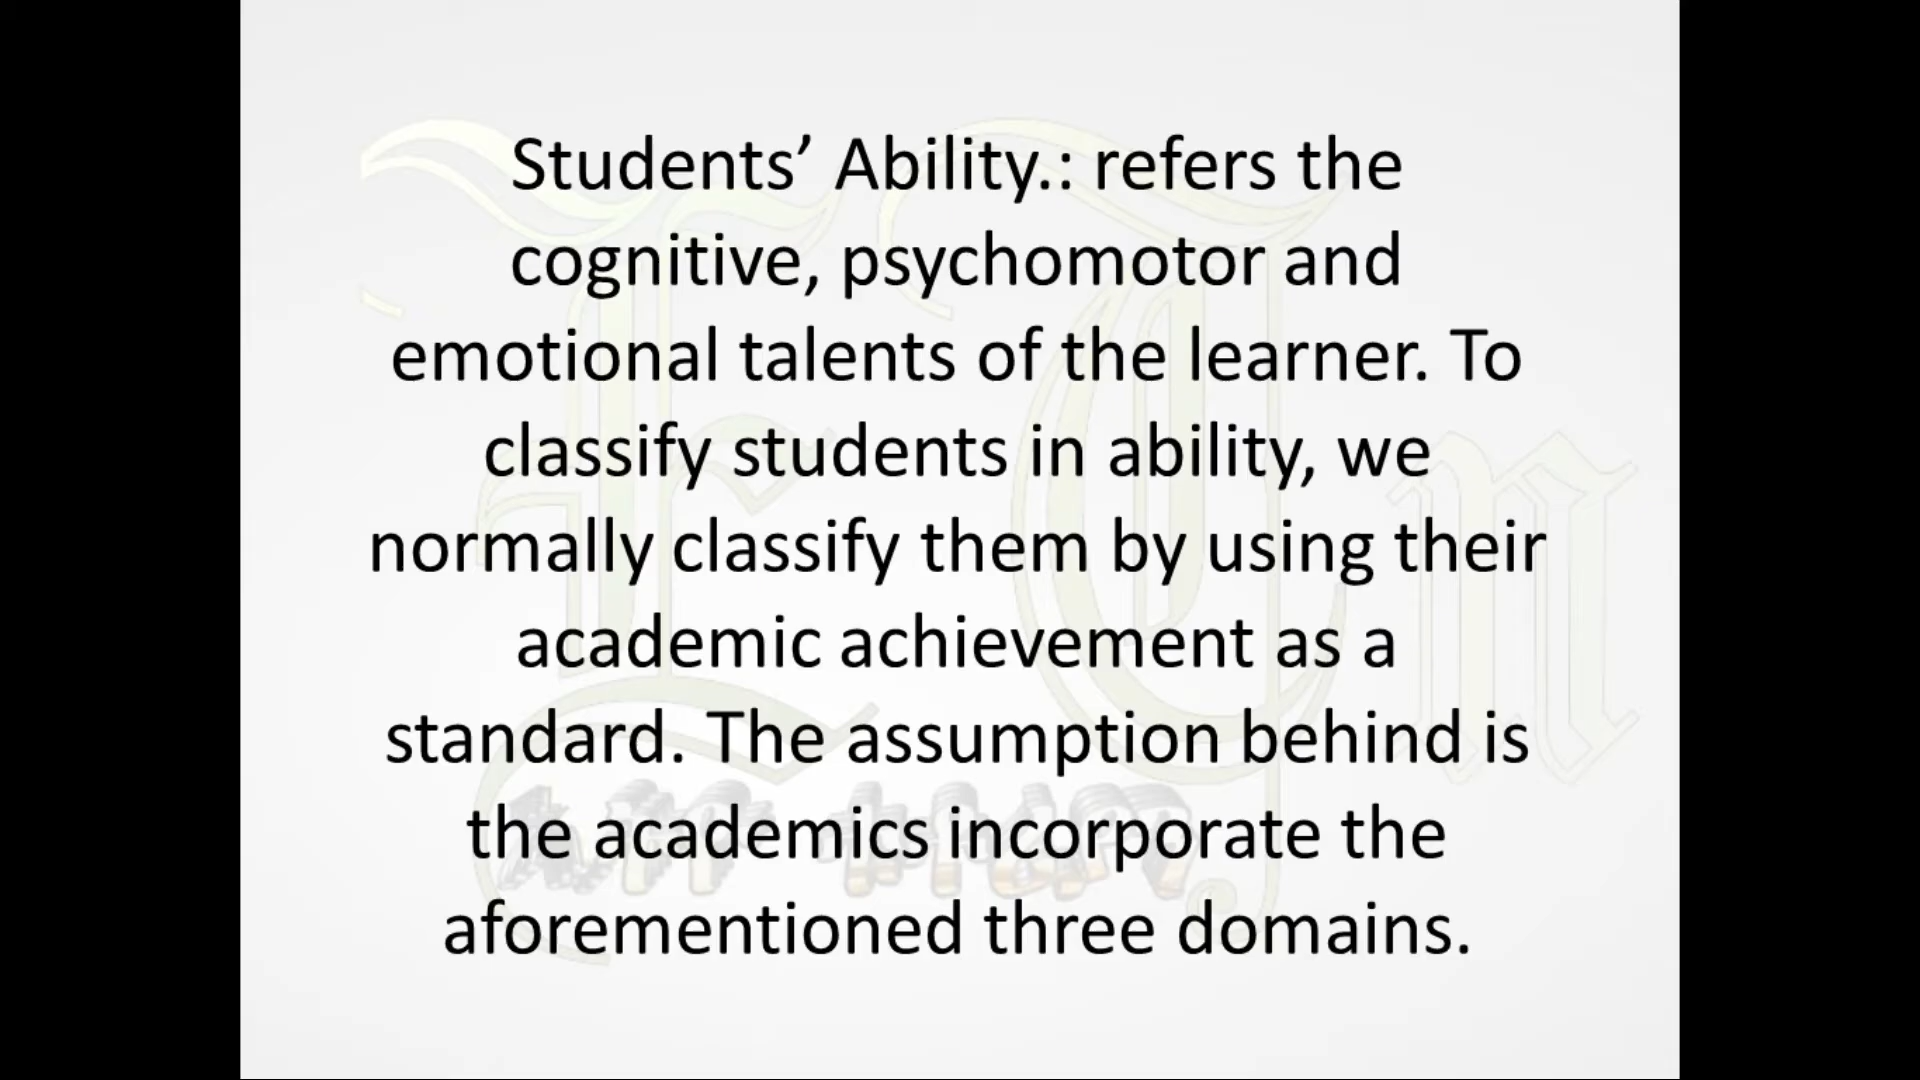 Students’ Ability.: refers the
cognitive, psychomotor and
emotional talents of the learner. To
classify students in ability, we
normally classify them by using their
academic achievement as a
standard. The assumption behind is
the academics incorporate the
aforementioned three domains.